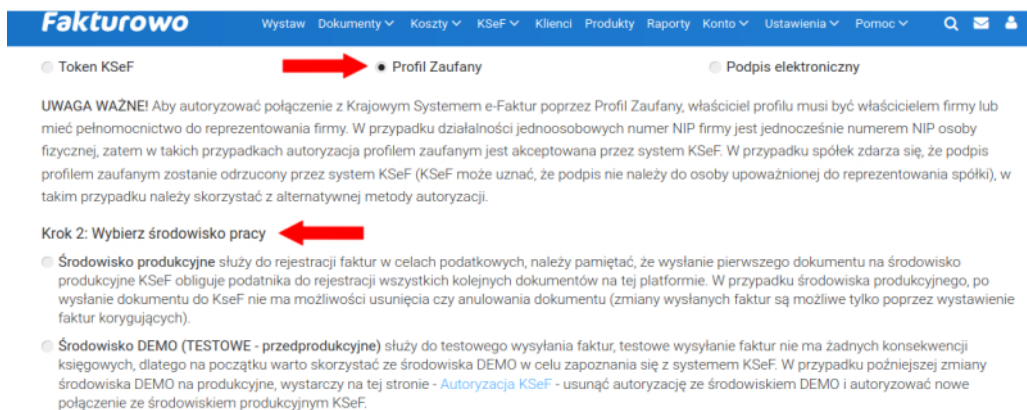 Fakturowo Wystaw Dokumenty Koszty KSeF Klienci Produkty Raporty Konto Ustawienia Pomoc
Token KSeF Profil Zaufany Podpis elektroniczny
UWAGA WAŻNE! Aby autoryzować połączenie z Krajowym Systemem e-Faktur poprzez Profil Zaufany, właściciel profilu musi być właścicielem firmy lub
mieć pełnomocnictwo do reprezentowania firmy. W przypadku działalności jednoosobowych numer NIP firmy jest jednocześnie numerem NIP osoby
fizycznej, zatem w takich przypadkach autoryzacja profilem zaufanym jest akceptowana przez system KSeF. W przypadku spółek zdarza się, że podpis
profilem zaufanym zostanie odrzucony przez system KSeF (KSeF może uznać, że podpis nie należy do osoby upoważnionej do reprezentowania spółki), w
takim przypadku należy skorzystać z alternatywnej metody autoryzacji.
Krok 2: Wybierz środowisko pracy
Środowisko produkcyjne służy do rejestracji faktur w celach podatkowych, należy pamiętać, że wysłanie pierwszego dokumentu na środowisko
produkcyjne KSeF obliguje podatnika do rejestracji wszystkich kolejnych dokumentów na tej platformie. W przypadku środowiska produkcyjnego, po
wysłanie dokumentu do KseF nie ma możliwości usunięcia czy anulowania dokumentu (zmiany wysłanych faktur są możliwe tylko poprzez wystawienie
faktur korygujących).
Środowisko DEMO (TESTOWE - przedprodukcyjne) służy do testowego wysyłania faktur, testowe wysyłanie faktur nie ma żadnych konsekwencji
księgowych, dlatego na początku warto skorzystać ze środowiska DEMO w celu zapoznania się z systemem KSeF. W przypadku poźniejszej zmiany
środowiska DEMO na produkcyjne, wystarczy na tej stronie - Autoryzacja KSeF - usunąć autoryzację ze środowiskiem DEMO i autoryzować nowe
połączenie ze środowiskiem produkcyjnym KSeF.